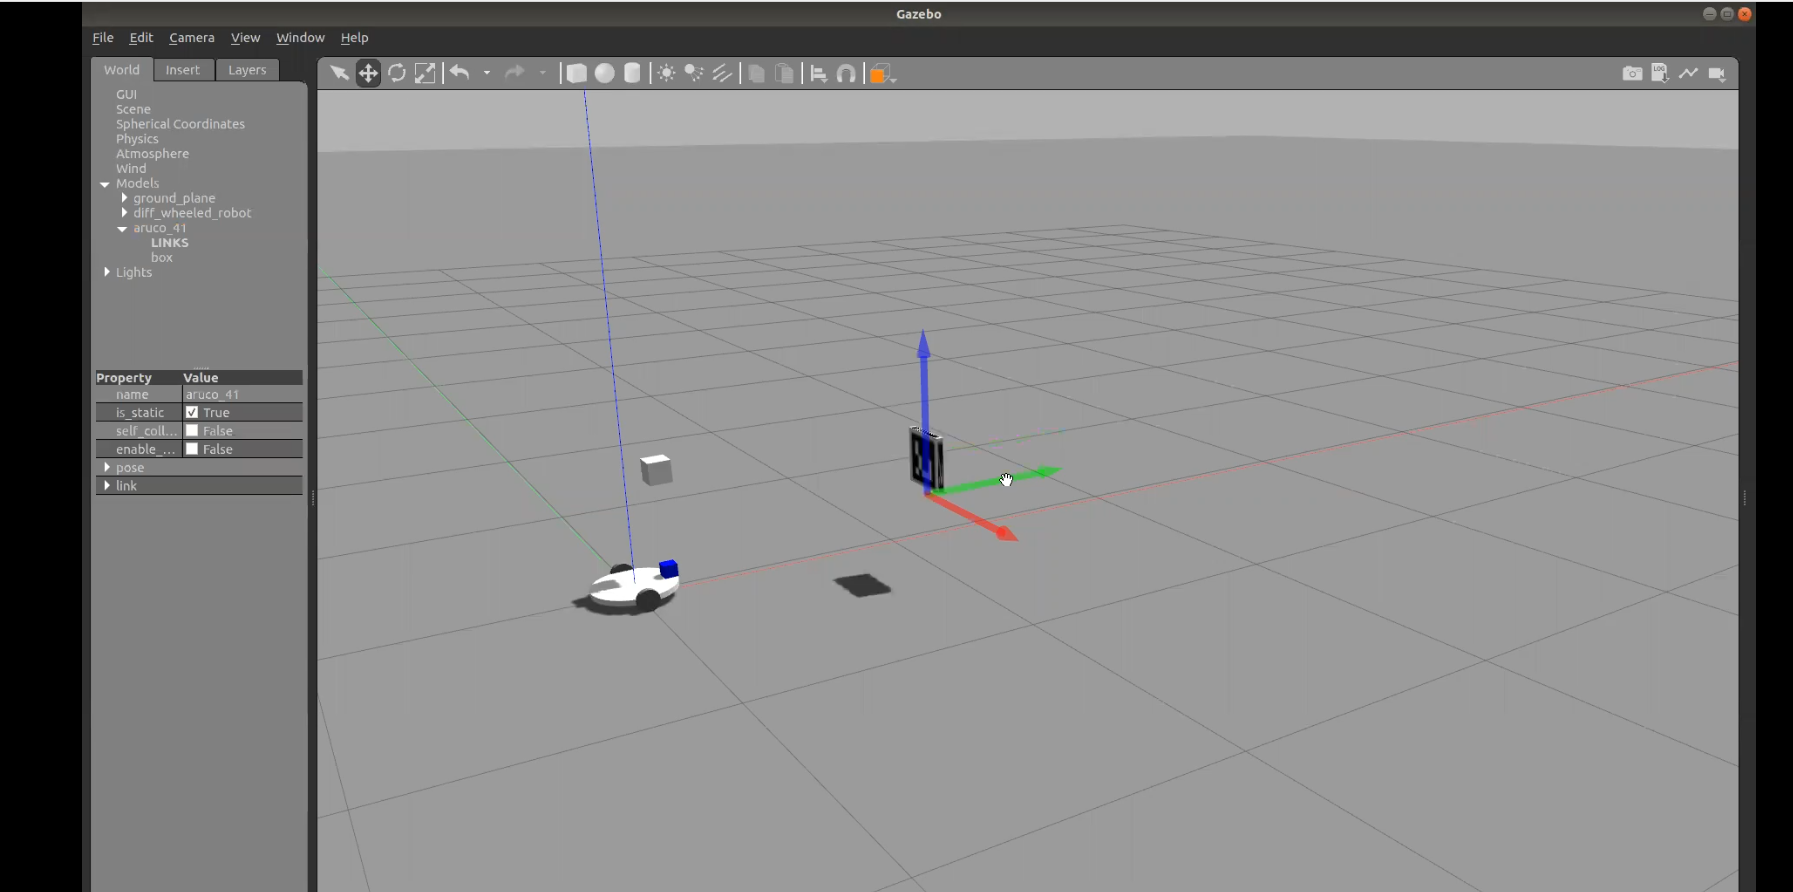 Gazebo
File Edit Camera View Window Help
World Insert Layers
GUI
Scene
Spherical Coordinates
Physics
Atmosphere
Wind
Models
ground_plane
diff_wheeled_robot
aruco_41
LINKS
box
Lights
Property Value
name aruco_41
is_static True
self_coll... False
enable_... False
pose
link
LOG